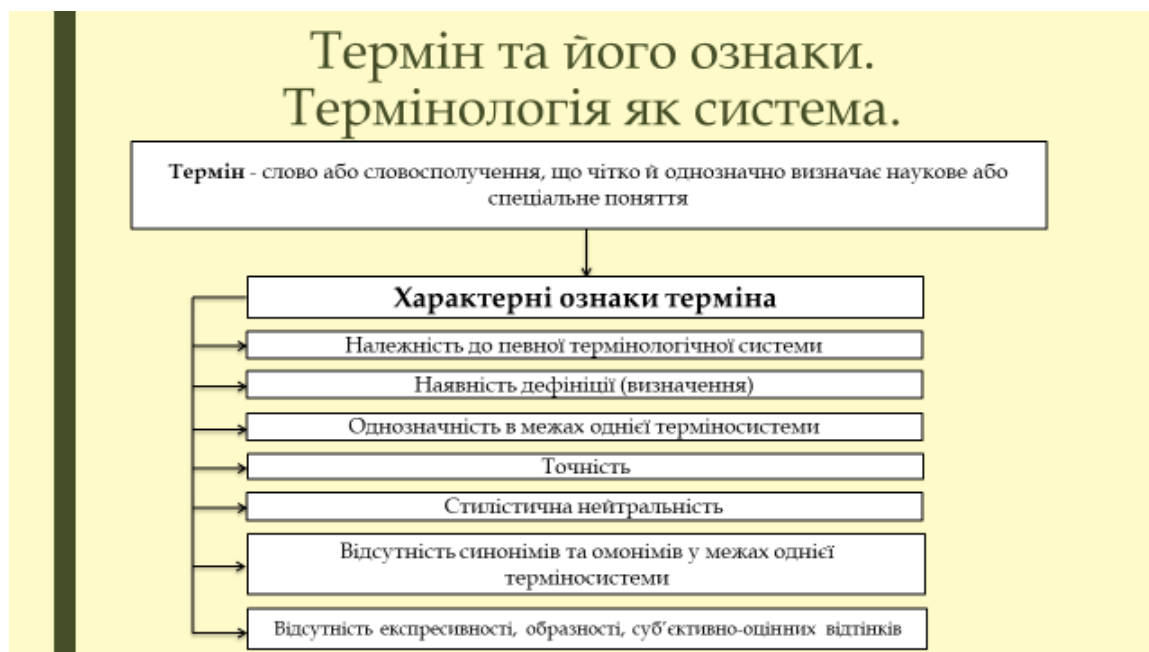 Термін та його ознаки.
Термінологія як система.
Термін - слово або словосполучення, що чітко й однозначно визначає наукове або
спеціальне поняття
Характерні ознаки терміна
Належність до певної термінологічної системи
Наявність дефініції (визначення)
Однозначність в межах однієї терміносистеми
Точність
Стилістична нейтральність
Відсутність синонімів та омонімів у межах однієї
терміносистеми
Відсутність експресивності, образності, суб’єктивно-оцінних відтінків